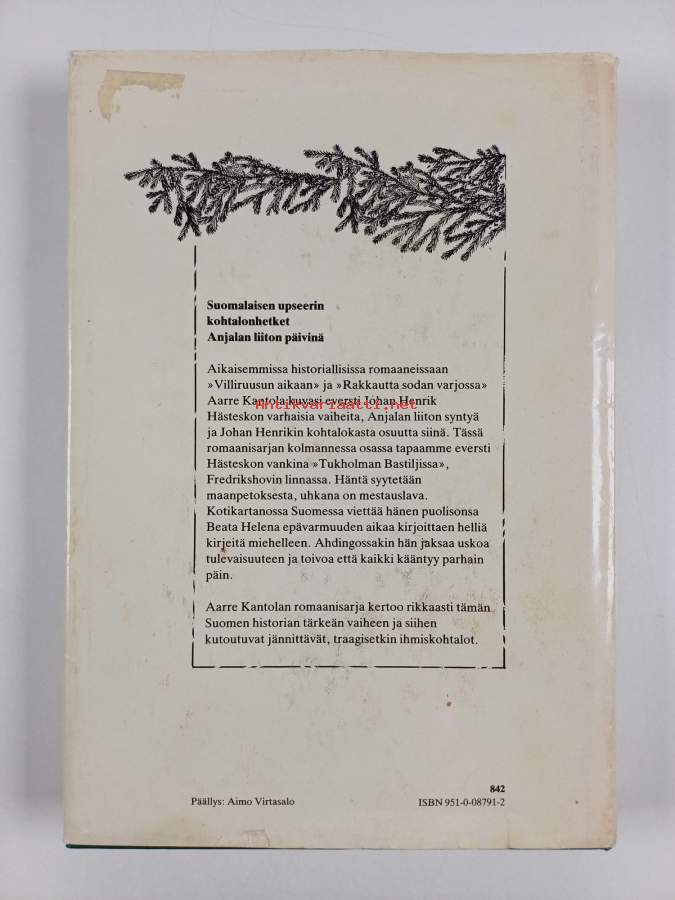 Suomalaisen upseerin
kohtalonhetket
Anjalan liiton päivinä
Aikaisemmissa historiallisissa romaaneissaan
»Villiruusun aikaan» ja »Rakkautta sodan varjossa»
Aarre Kantola kuvasi eversti Johan Henrik
Antikvariaatti.net
Hästeskon varhaisia vaiheita, Anjalan liiton syntyä
ja Johan Henrikin kohtalokasta osuutta siinä. Tässä
romaanisarjan kolmannessa osassa tapaamme eversti
Hästeskon vankina »Tukholman Bastiljissa»,
Fredrikshovin linnassa. Häntä syytetään
maanpetoksesta, uhkana on mestauslava.
Kotikartanossa Suomessa viettää hänen puolisonsa
Beata Helena epävarmuuden aikaa kirjoittaen helliä
kirjeitä miehelleen. Ahdingossakin hän jaksaa uskoa
tulevaisuuteen ja toivoa että kaikki kääntyy parhain
päin.
Aarre Kantolan romaanisarja kertoo rikkaasti tämän
Suomen historian tärkeän vaiheen ja siihen
kutoutuvat jännittävät, traagisetkin ihmiskohtalot.
842
Päällys: Aimo Virtasalo
ISBN 951-0-08791-2